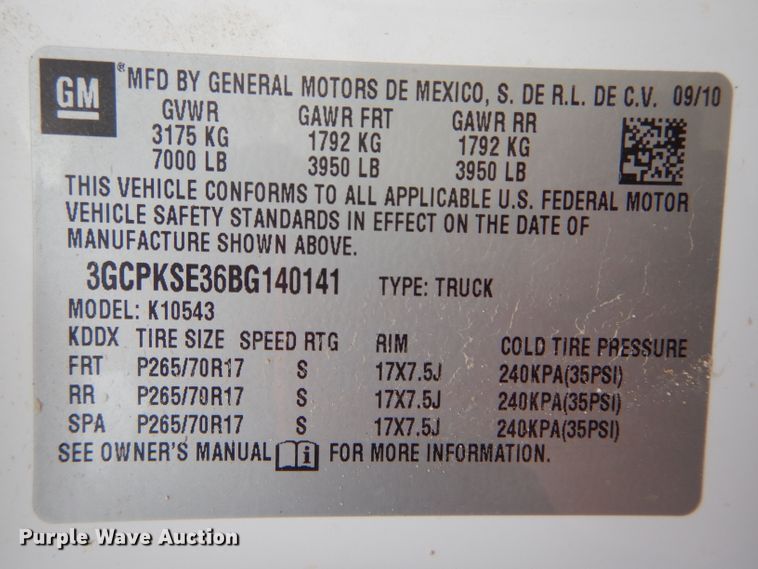 GM ® MFD BY GENERAL MOTORS DE MEXICO, S. DE R.L. DE C.V. 09/10
GVWR GAWR FRT GAWR RR
3175 KG 1792 KG 1792 KG
7000 LB 3950 LB 3950 LB
THIS VEHICLE CONFORMS TO ALL APPLICABLE U.S. FEDERAL MOTOR
VEHICLE SAFETY STANDARDS IN EFFECT ON THE DATE OF
MANUFACTURE SHOWN ABOVE.
3GCPKSE36BG140141 TYPE: TRUCK
MODEL: K10543
KDDX TIRE SIZE SPEED RTG RIM COLD TIRE PRESSURE
FRT P265/70R17 S 17X7.5J 240KPA(35PSI)
RR P265/70R17 S 17X7.5J 240KPA(35PSI)
SPA P265/70R17 S 17X7.5J 240KPA(35PSI)
SEE OWNER'S MANUAL i FOR MORE INFORMATION.
Purple Wave Auction